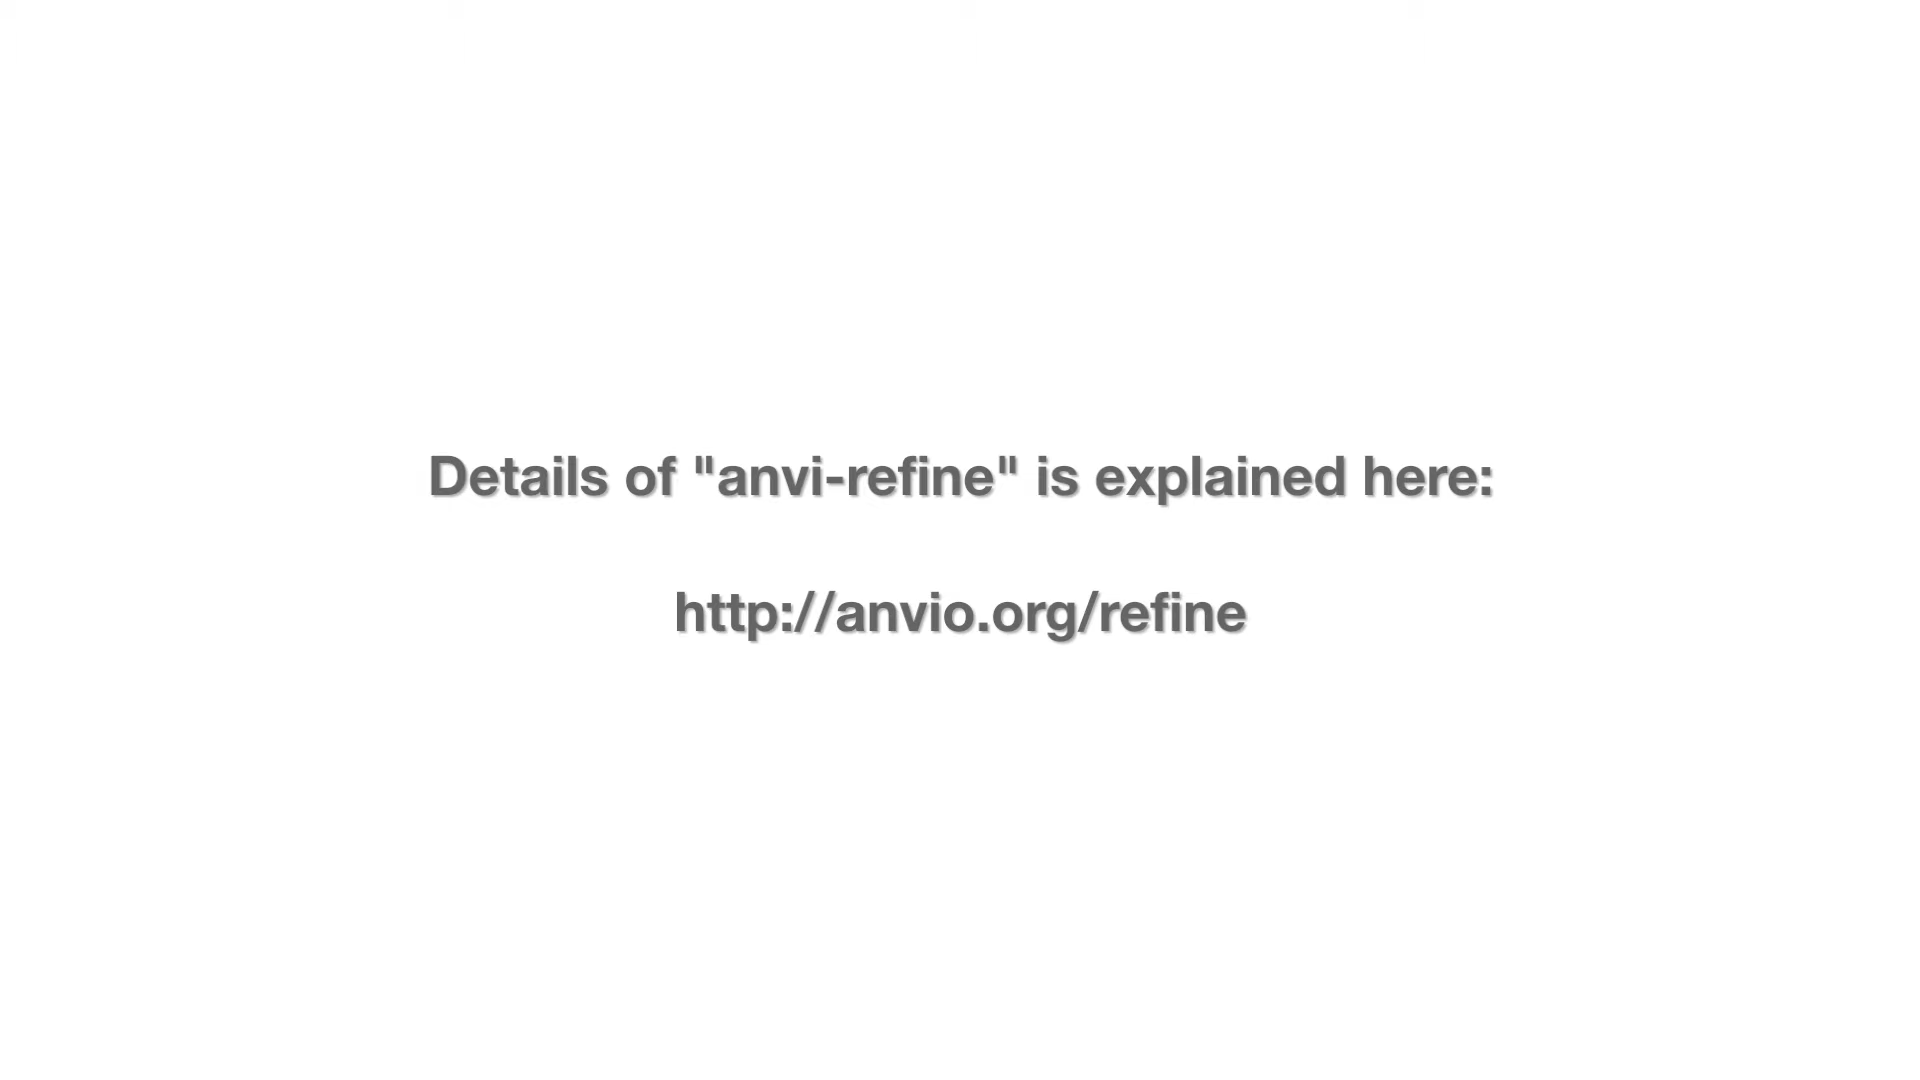 Details of "anvi-refine" is explained here:
http://anvio.org/refine